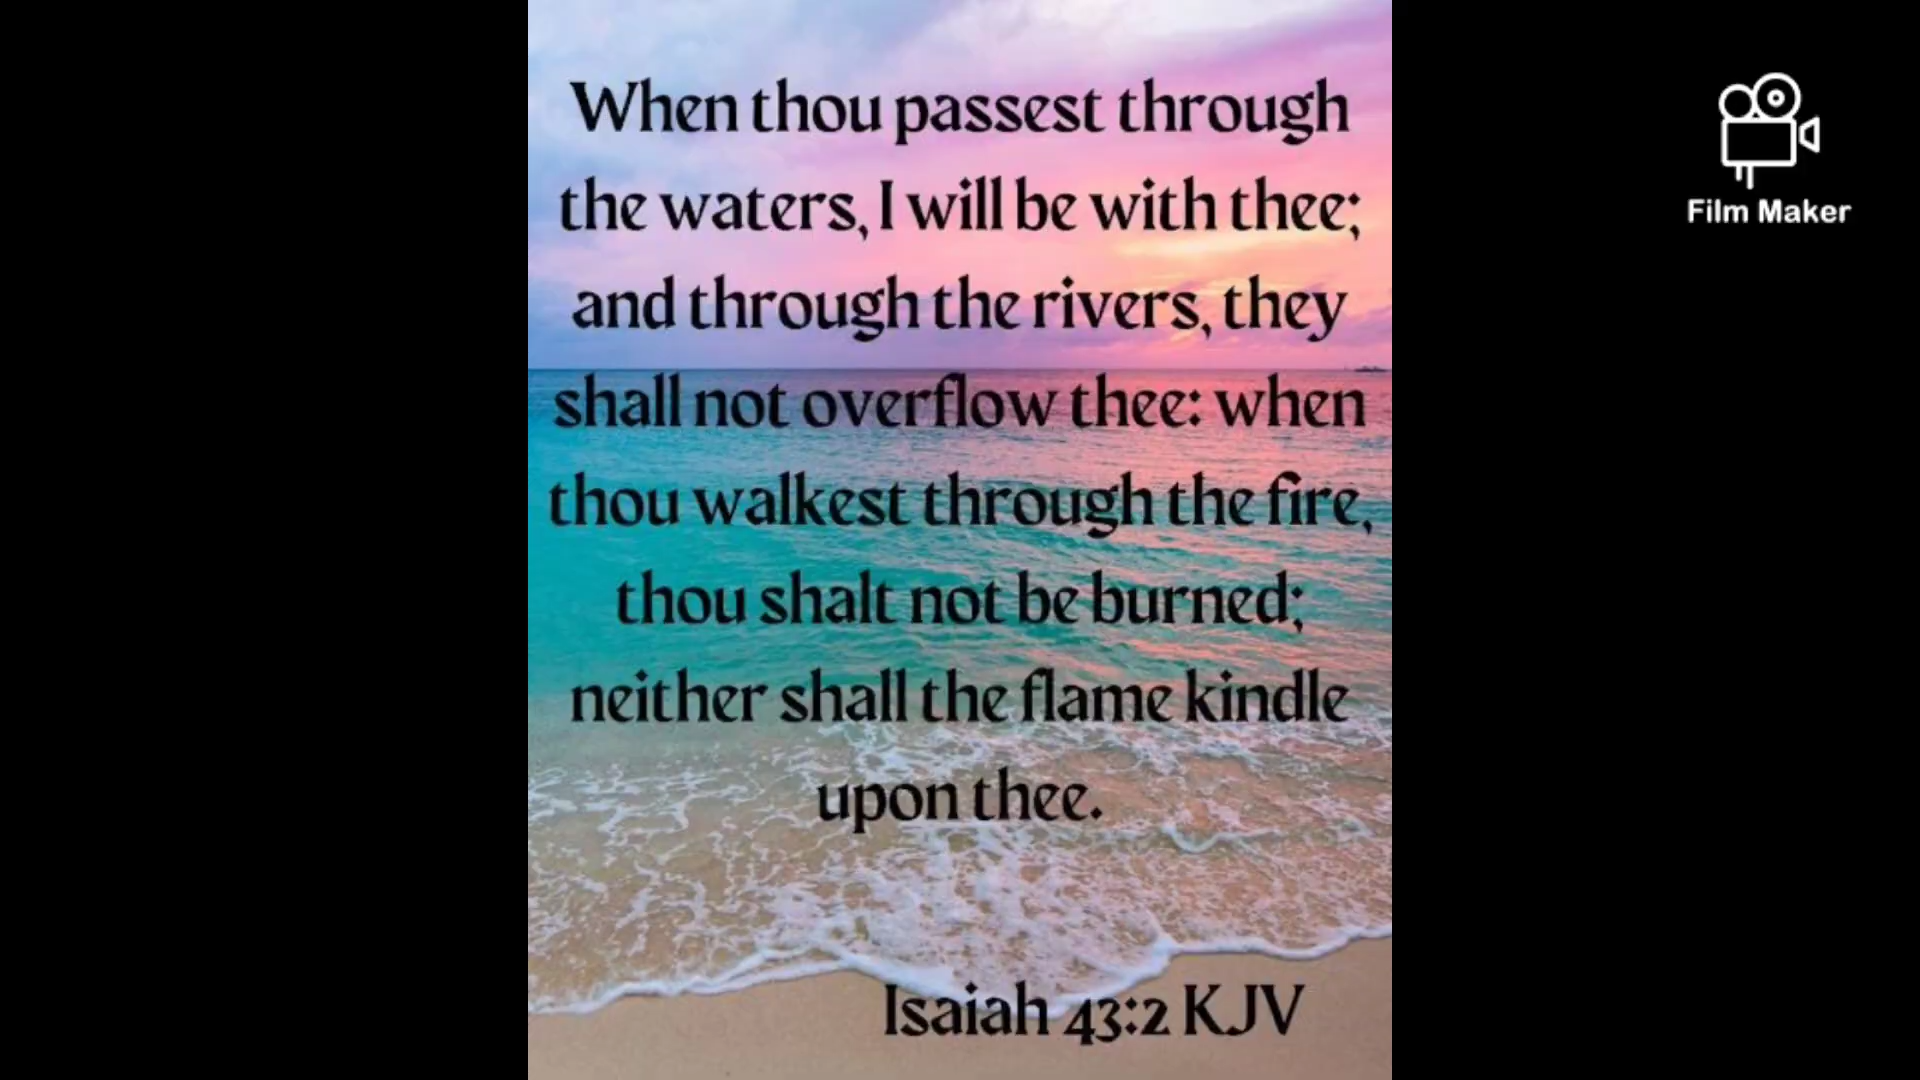 When thou passest through
the waters, I will be with thee;
and through the rivers, they
shall not overflow thee: when
thou walkest through the fire,
thou shalt not be burned;
neither shall the flame kindle
upon thee.
Isaiah 43:2 KJV
Film Maker